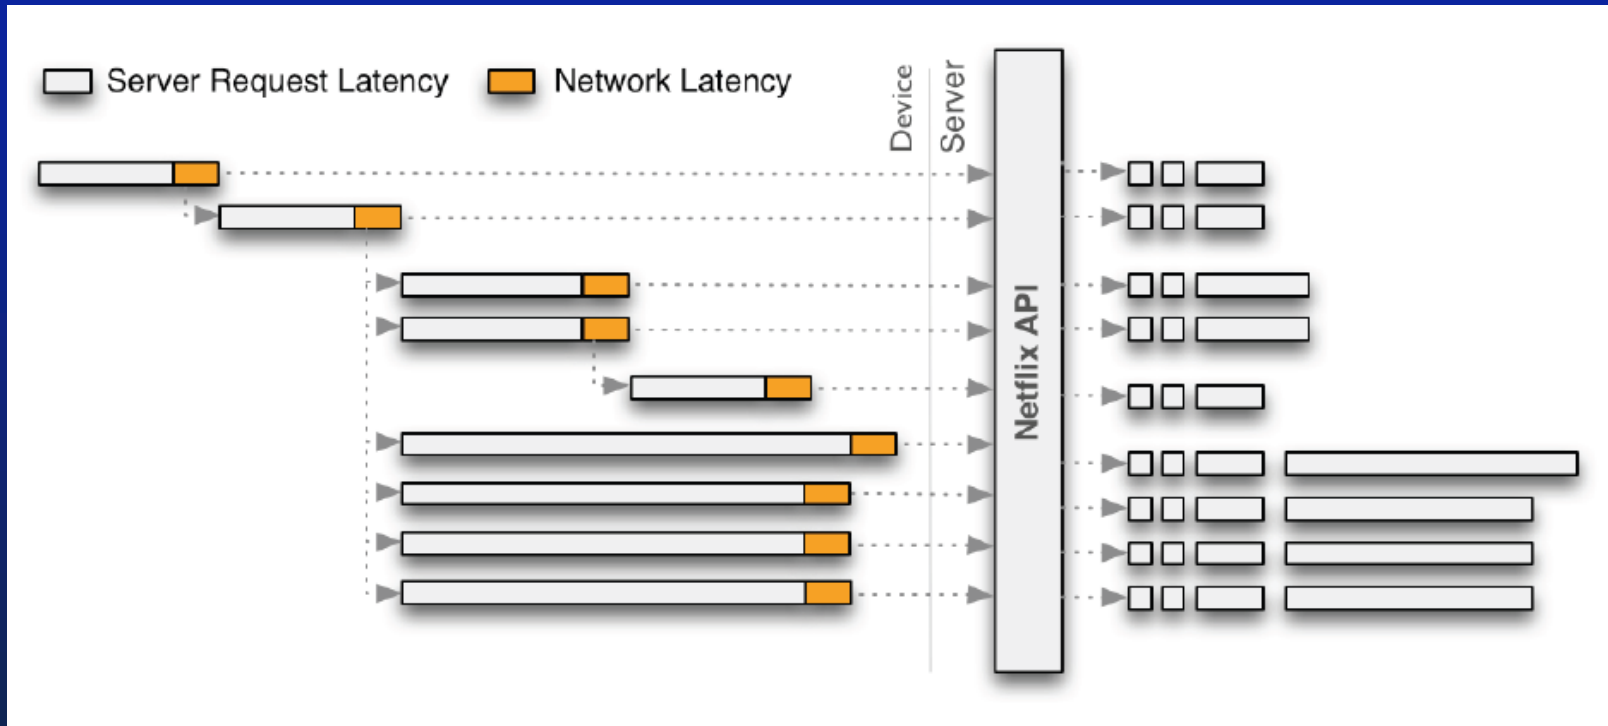 Server Request Latency
Network Latency
Device
Server
Netflix API